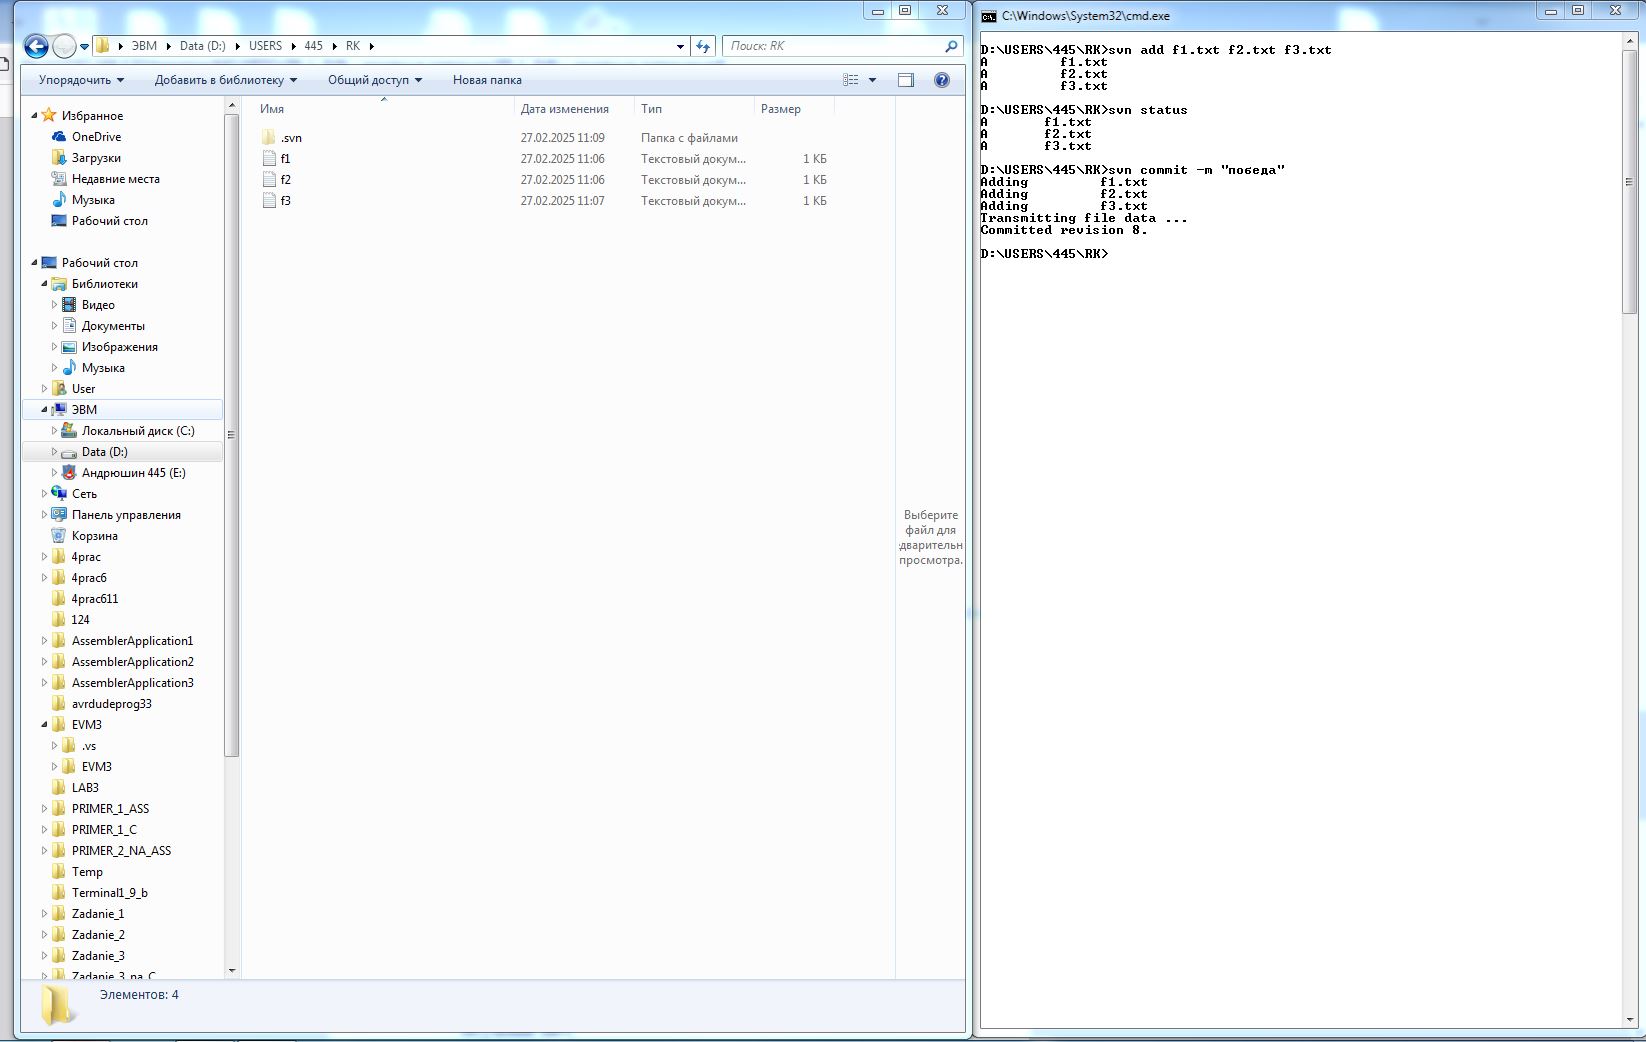 ЭВМ
Data (D:)
USERS
445
RK
Поиск: RK
Упорядочить
Добавить в библиотеку
Общий доступ
Новая папка
Избранное
OneDrive
Загрузки
Недавние места
Музыка
Рабочий стол
Рабочий стол
Библиотеки
Видео
Документы
Изображения
Музыка
User
ЭВМ
Локальный диск (C:)
Data (D:)
Андрюшин 445 (E:)
Сеть
Панель управления
Корзина
4prac
4prac6
4prac611
124
AssemblerApplication1
AssemblerApplication2
AssemblerApplication3
avrdudeprog33
EVM3
.vs
EVM3
LAB3
PRIMER_1_ASS
PRIMER_1_C
PRIMER_2_NA_ASS
Temp
Terminal1_9_b
Zadanie_1
Zadanie_2
Zadanie_3
Zadanie_3_na_C
Имя Дата изменения Тип Размер
.svn 27.02.2025 11:09 Папка с файлами
f1 27.02.2025 11:06 Текстовый докум... 1 КБ
f2 27.02.2025 11:06 Текстовый докум... 1 КБ
f3 27.02.2025 11:07 Текстовый докум... 1 КБ
Выберите
файл для
дварительн
просмотра.
Элементов: 4
C:\Windows\System32\cmd.exe
D:\USERS\445\RK>svn add f1.txt f2.txt f3.txt
A         f1.txt
A         f2.txt
A         f3.txt
D:\USERS\445\RK>svn status
A       f1.txt
A       f2.txt
A       f3.txt
D:\USERS\445\RK>svn commit -m "победа"
Adding         f1.txt
Adding         f2.txt
Adding         f3.txt
Transmitting file data ...
Committed revision 8.
D:\USERS\445\RK>